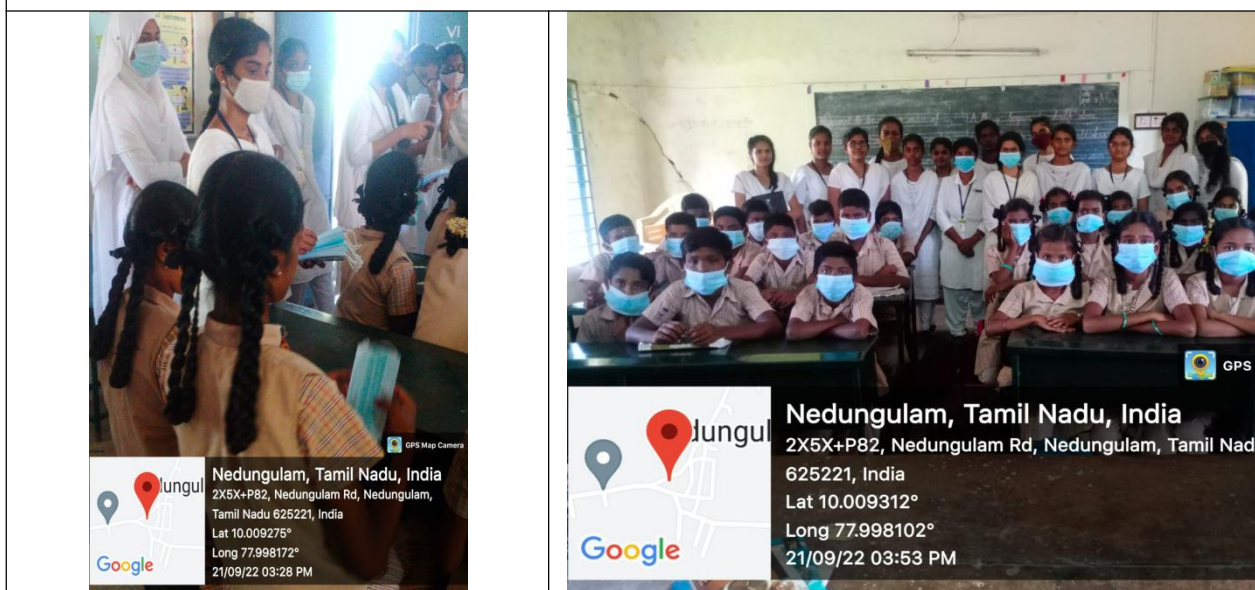 VI
GPS Map Camera
ungul
Google
Nedungulam, Tamil Nadu, India
2X5X+P82, Nedungulam Rd, Nedungulam,
Tamil Nadu 625221, India
Lat 10.009275°
Long 77.998172°
21/09/22 03:28 PM
GPS
dungul
Google
Nedungulam, Tamil Nadu, India
2X5X+P82, Nedungulam Rd, Nedungulam, Tamil Nad
625221, India
Lat 10.009312°
Long 77.998102°
21/09/22 03:53 PM